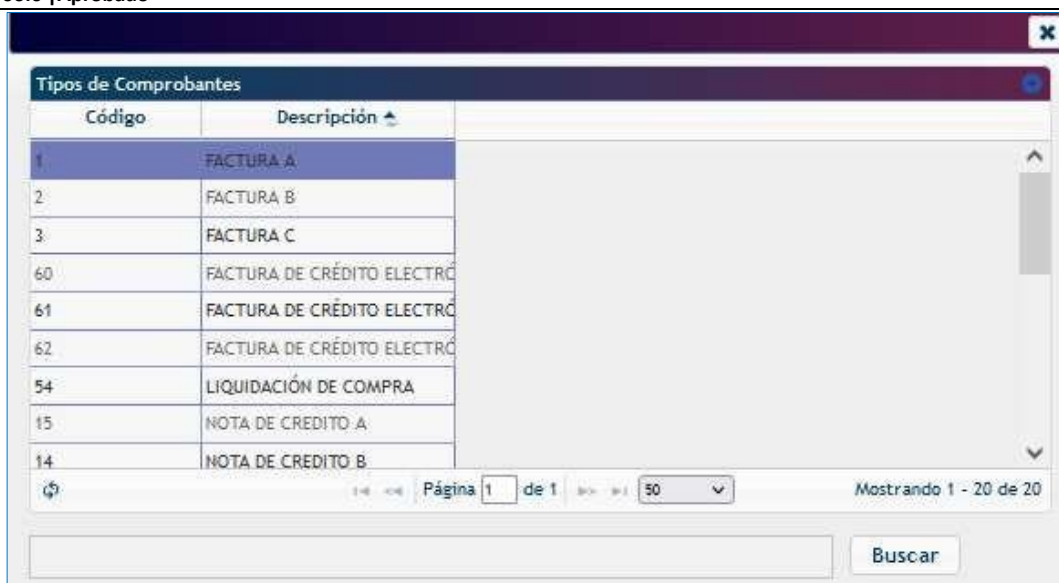 Tipos de Comprobantes
Código Descripción
1 FACTURA A
2 FACTURA B
3 FACTURA C
60 FACTURA DE CRÉDITO ELECTRÓ
61 FACTURA DE CRÉDITO ELECTRÓ
62 FACTURA DE CRÉDITO ELECTRÓ
54 LIQUIDACIÓN DE COMPRA
15 NOTA DE CREDITO A
14 NOTA DE CREDITO B
Página 1 de 1 50 Mostrando 1 - 20 de 20
Buscar